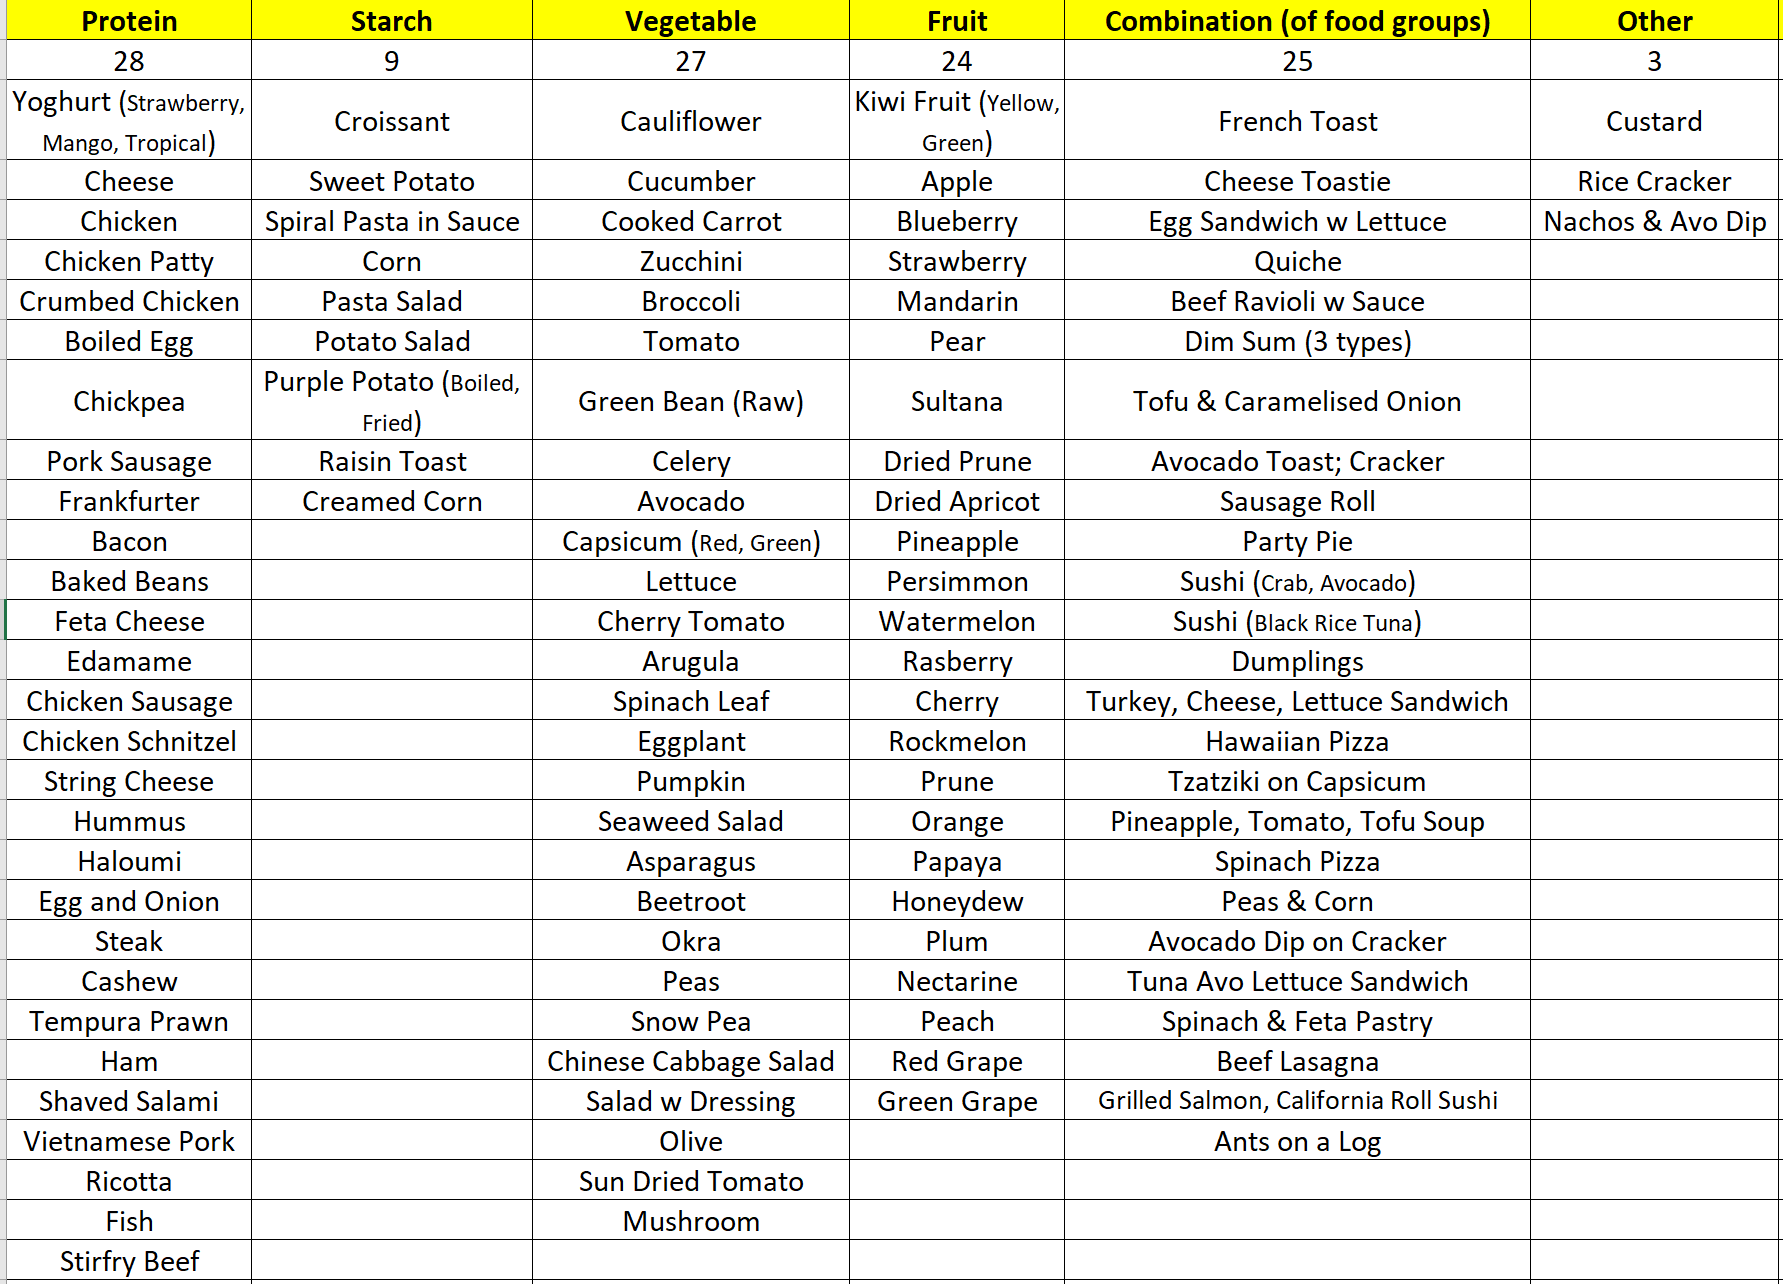 Protein Starch Vegetable Fruit Combination (of food groups) Other
28 9 27 24 25 3
Yoghurt (Strawberry, Mango, Tropical) Croissant Cauliflower Kiwi Fruit (Yellow, Green) French Toast Custard
Cheese Sweet Potato Cucumber Apple Cheese Toastie Rice Cracker
Chicken Spiral Pasta in Sauce Cooked Carrot Blueberry Egg Sandwich w Lettuce Nachos & Avo Dip
Chicken Patty Corn Zucchini Strawberry Quiche
Crumbed Chicken Pasta Salad Broccoli Mandarin Beef Ravioli w Sauce
Boiled Egg Potato Salad Tomato Pear Dim Sum (3 types)
Chickpea Purple Potato (Boiled, Fried) Green Bean (Raw) Sultana Tofu & Caramelised Onion
Pork Sausage Raisin Toast Celery Dried Prune Avocado Toast; Cracker
Frankfurter Creamed Corn Avocado Dried Apricot Sausage Roll
Bacon Capsicum (Red, Green) Pineapple Party Pie
Baked Beans Lettuce Persimmon Sushi (Crab, Avocado)
Feta Cheese Cherry Tomato Watermelon Sushi (Black Rice Tuna)
Edamame Arugula Rasberry Dumplings
Chicken Sausage Spinach Leaf Cherry Turkey, Cheese, Lettuce Sandwich
Chicken Schnitzel Eggplant Rockmelon Hawaiian Pizza
String Cheese Pumpkin Prune Tzatziki on Capsicum
Hummus Seaweed Salad Orange Pineapple, Tomato, Tofu Soup
Haloumi Asparagus Papaya Spinach Pizza
Egg and Onion Beetroot Honeydew Peas & Corn
Steak Okra Plum Avocado Dip on Cracker
Cashew Peas Nectarine Tuna Avo Lettuce Sandwich
Tempura Prawn Snow Pea Peach Spinach & Feta Pastry
Ham Chinese Cabbage Salad Red Grape Beef Lasagna
Shaved Salami Salad w Dressing Green Grape Grilled Salmon, California Roll Sushi
Vietnamese Pork Olive Ants on a Log
Ricotta Sun Dried Tomato
Fish Mushroom
Stirfry Beef